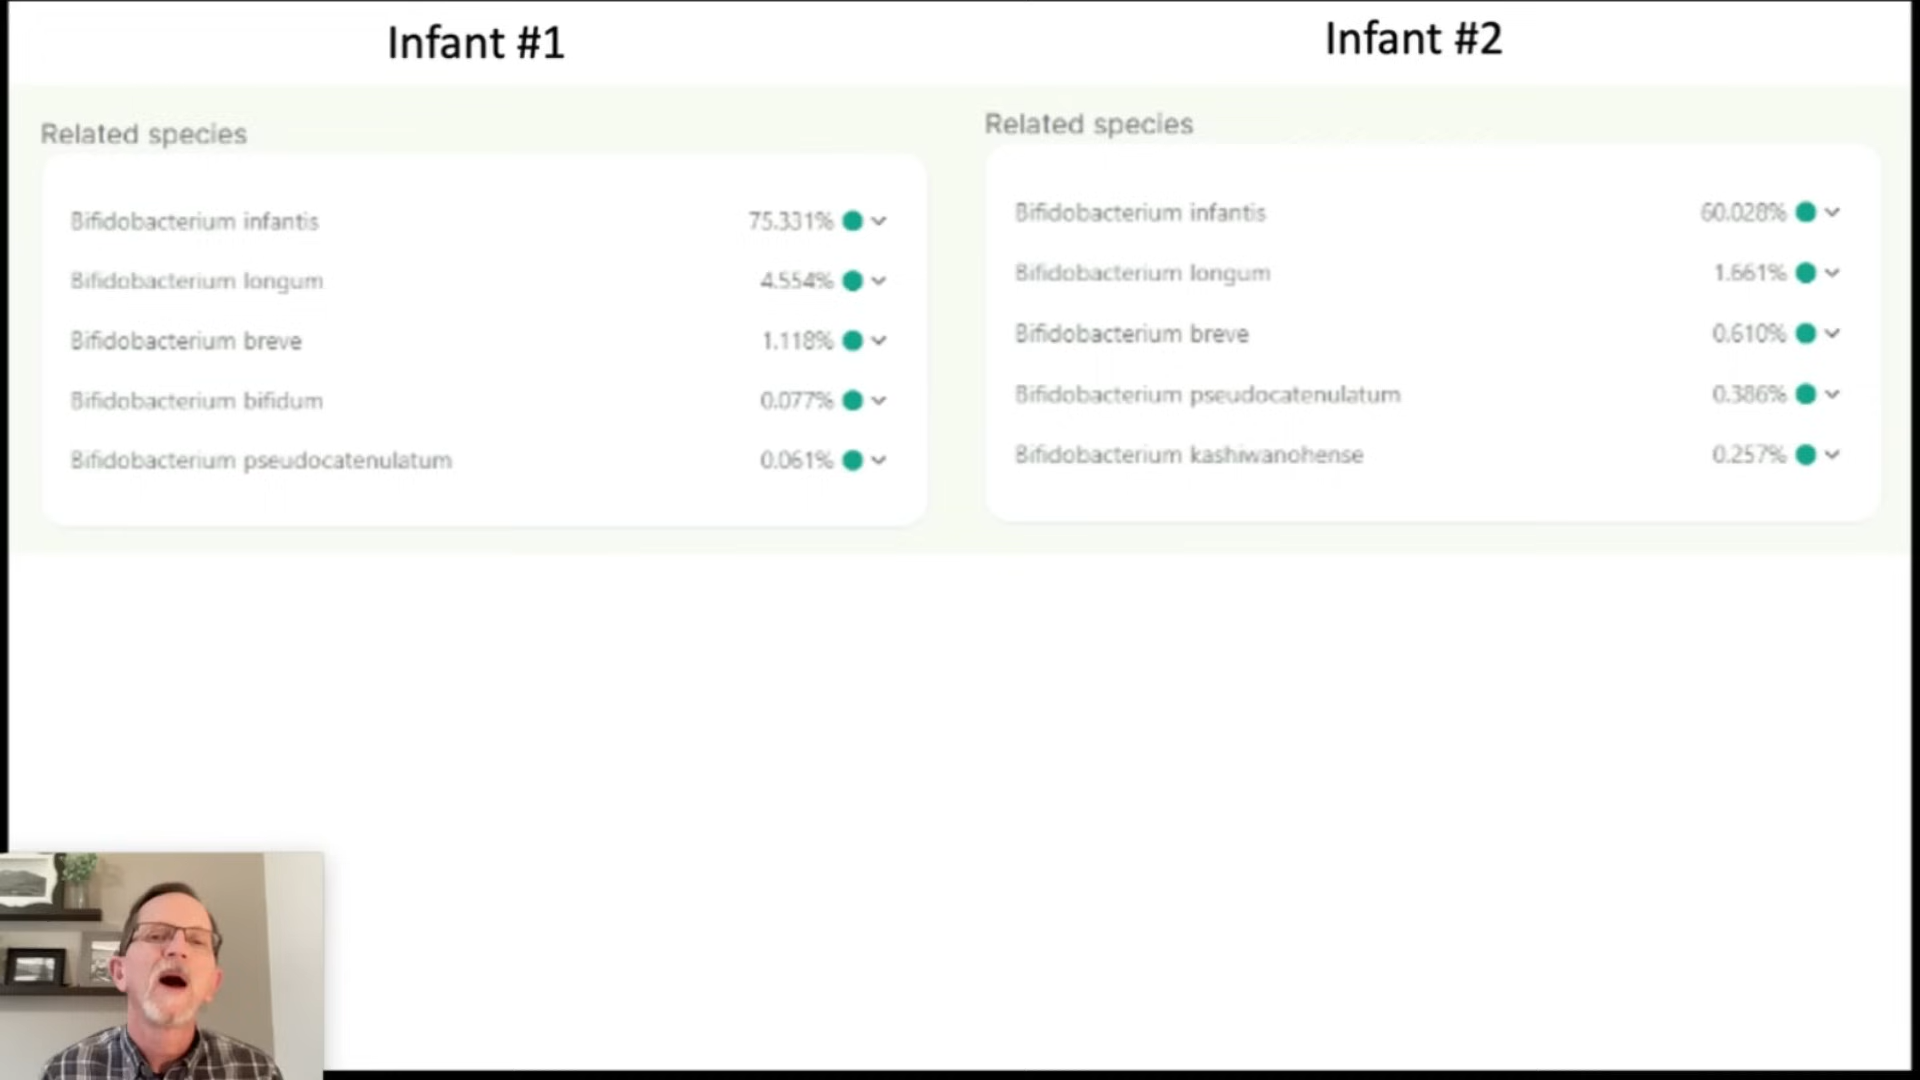 Infant #1
Related species
Bifidobacterium infantis 75.331%
Bifidobacterium longum 4.554%
Bifidobacterium breve 1.118%
Bifidobacterium bifidum 0.077%
Bifidobacterium pseudocatenulatum 0.061%
Infant #2
Related species
Bifidobacterium infantis 60.028%
Bifidobacterium longum 1.661%
Bifidobacterium breve 0.610%
Bifidobacterium pseudocatenulatum 0.386%
Bifidobacterium kashiwanohense 0.257%